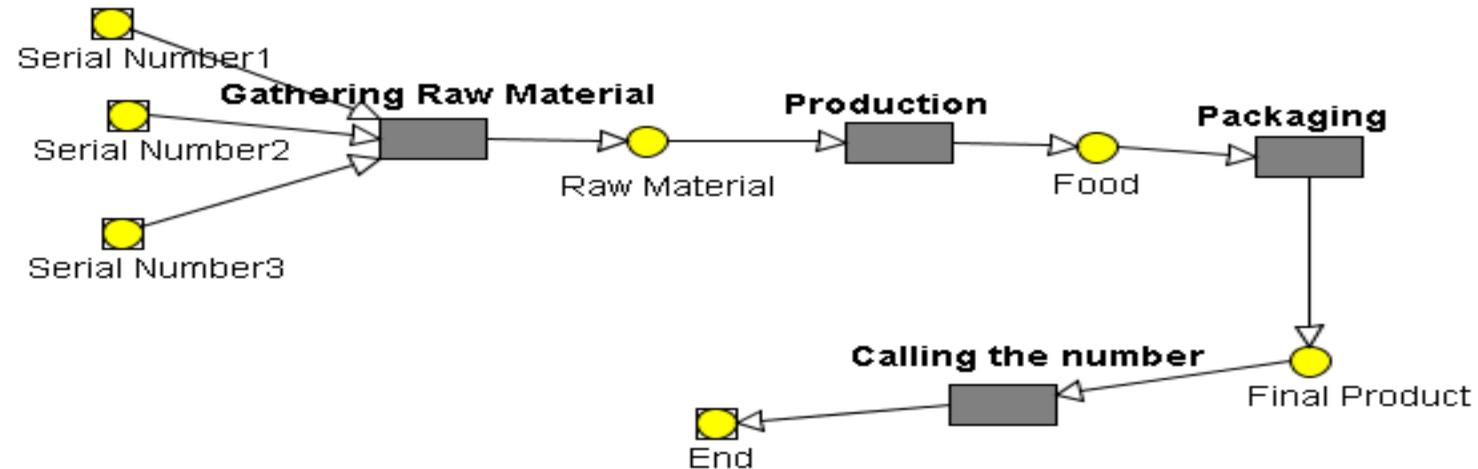 Serial Number1
Gathering Raw Material
Serial Number2
Serial Number3
Raw Material
Production
Food
Packaging
Final Product
Calling the number
End